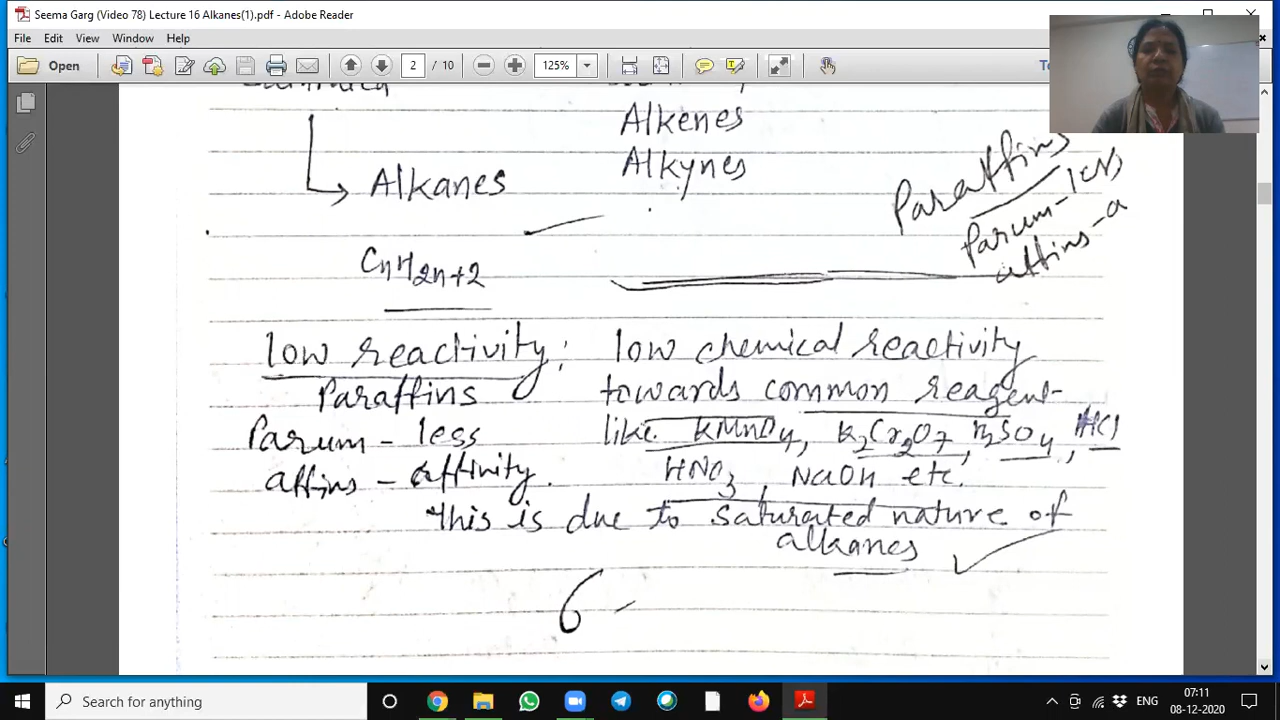 Seema Garg (Video 78) Lecture 16 Alkanes(1).pdf - Adobe Reader
File Edit View Window Help
Open 2 / 10 125%
Alkenes
Alkynes
Alkanes
Paraffins
Parum-less
affins-a
CnH2n+2
low reactivity: low chemical reactivity
Paraffins towards common reagent
Parum - less like KMnO4, K2Cr2O7, H2SO4, HCl
affins - affinity. HNO3, NaOH etc.
This is due to saturated nature of
alkanes
6 -
Search for anything
ENG
07:11
08-12-2020